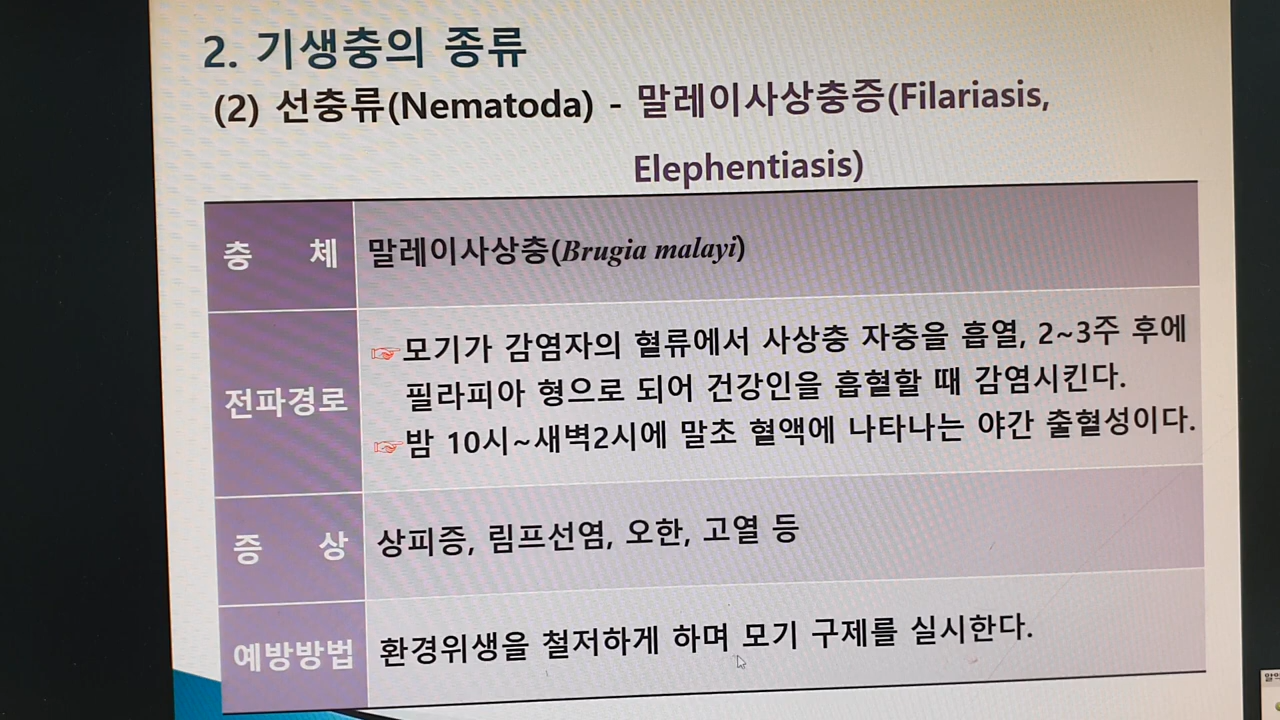 2. 기생충의 종류
(2) 선충류(Nematoda) - 말레이사상충증(Filariasis,
Elephentiasis)
충 체
말레이사상충(Brugia malayi)
전파경로
☞모기가 감염자의 혈류에서 사상충 자충을 흡열, 2~3주 후에
필라피아 형으로 되어 건강인을 흡혈할 때 감염시킨다.
☞밤 10시~새벽2시에 말초 혈액에 나타나는 야간 출혈성이다.
증 상
상피증, 림프선염, 오한, 고열 등
예방방법
환경위생을 철저하게 하며 모기 구제를 실시한다.